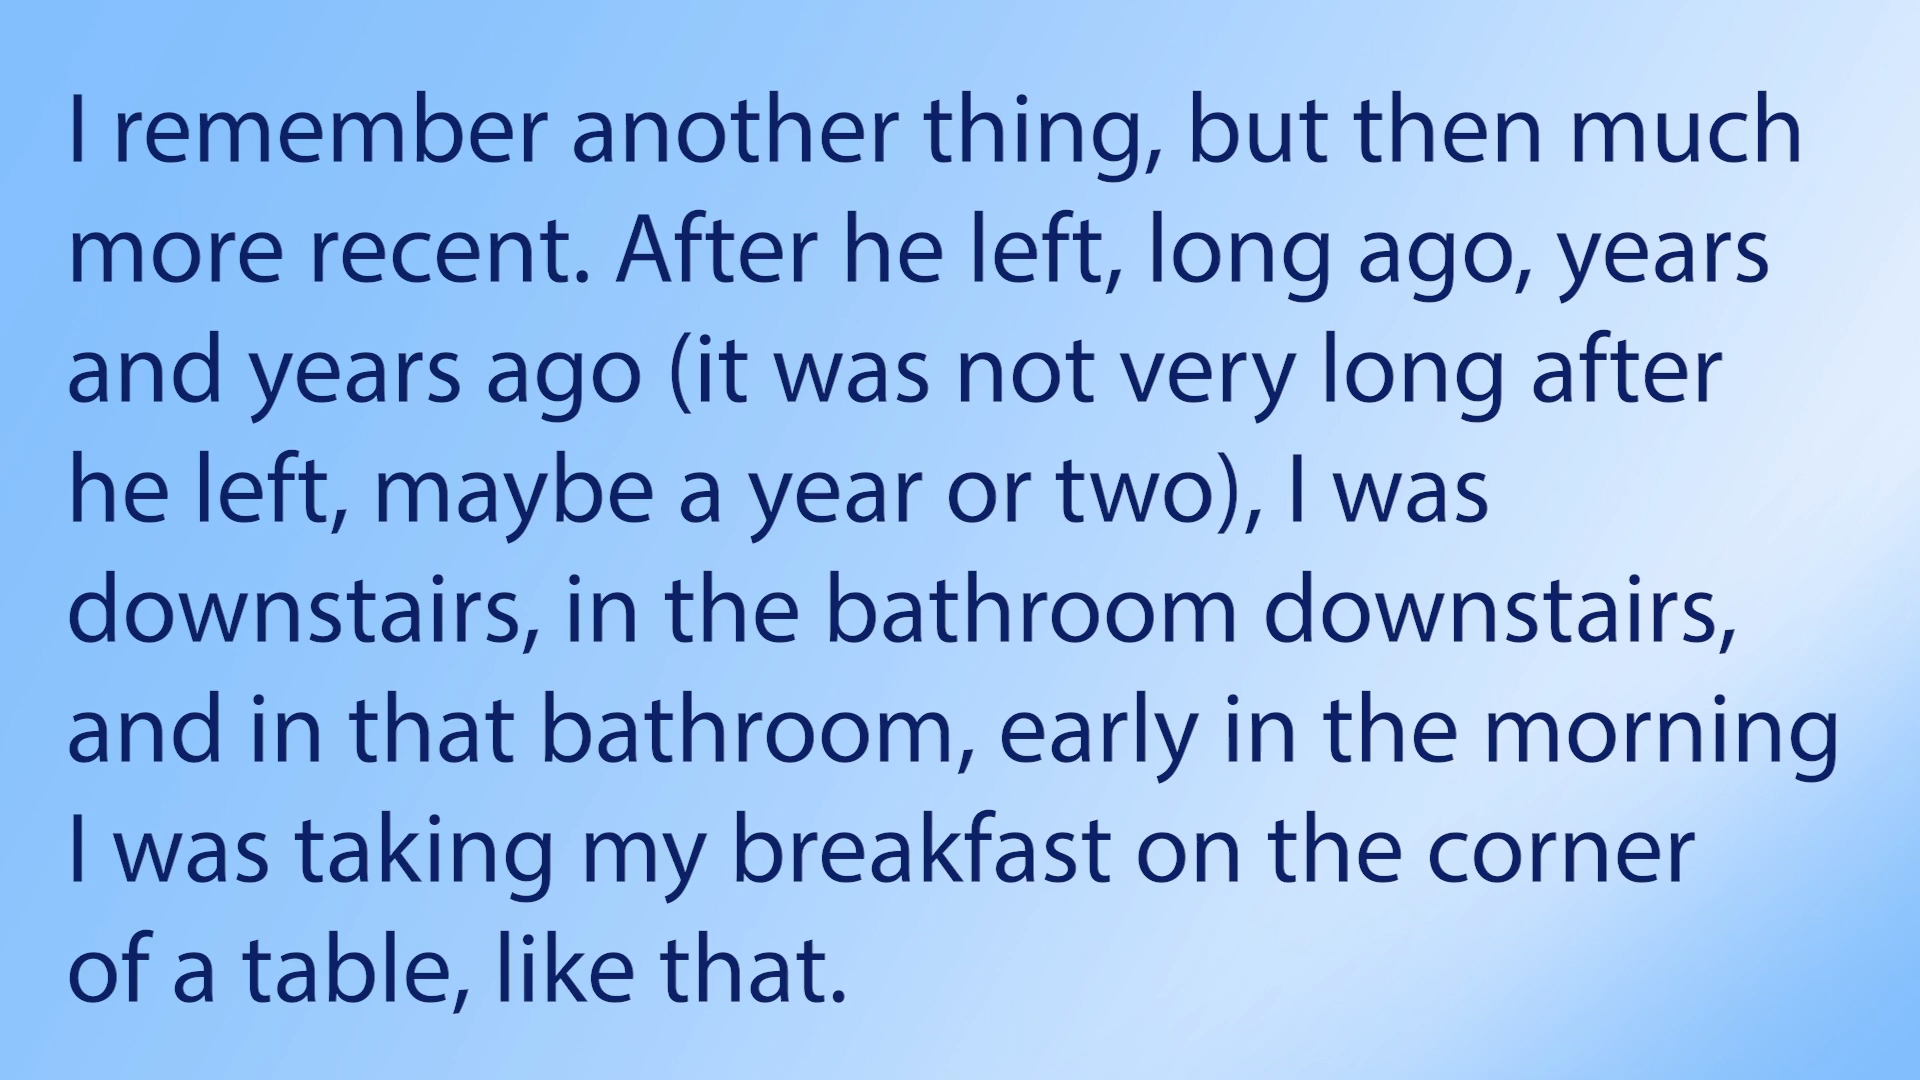 I remember another thing, but then much
more recent. After he left, long ago, years
and years ago (it was not very long after
he left, maybe a year or two), I was
downstairs, in the bathroom downstairs,
and in that bathroom, early in the morning
I was taking my breakfast on the corner
of a table, like that.